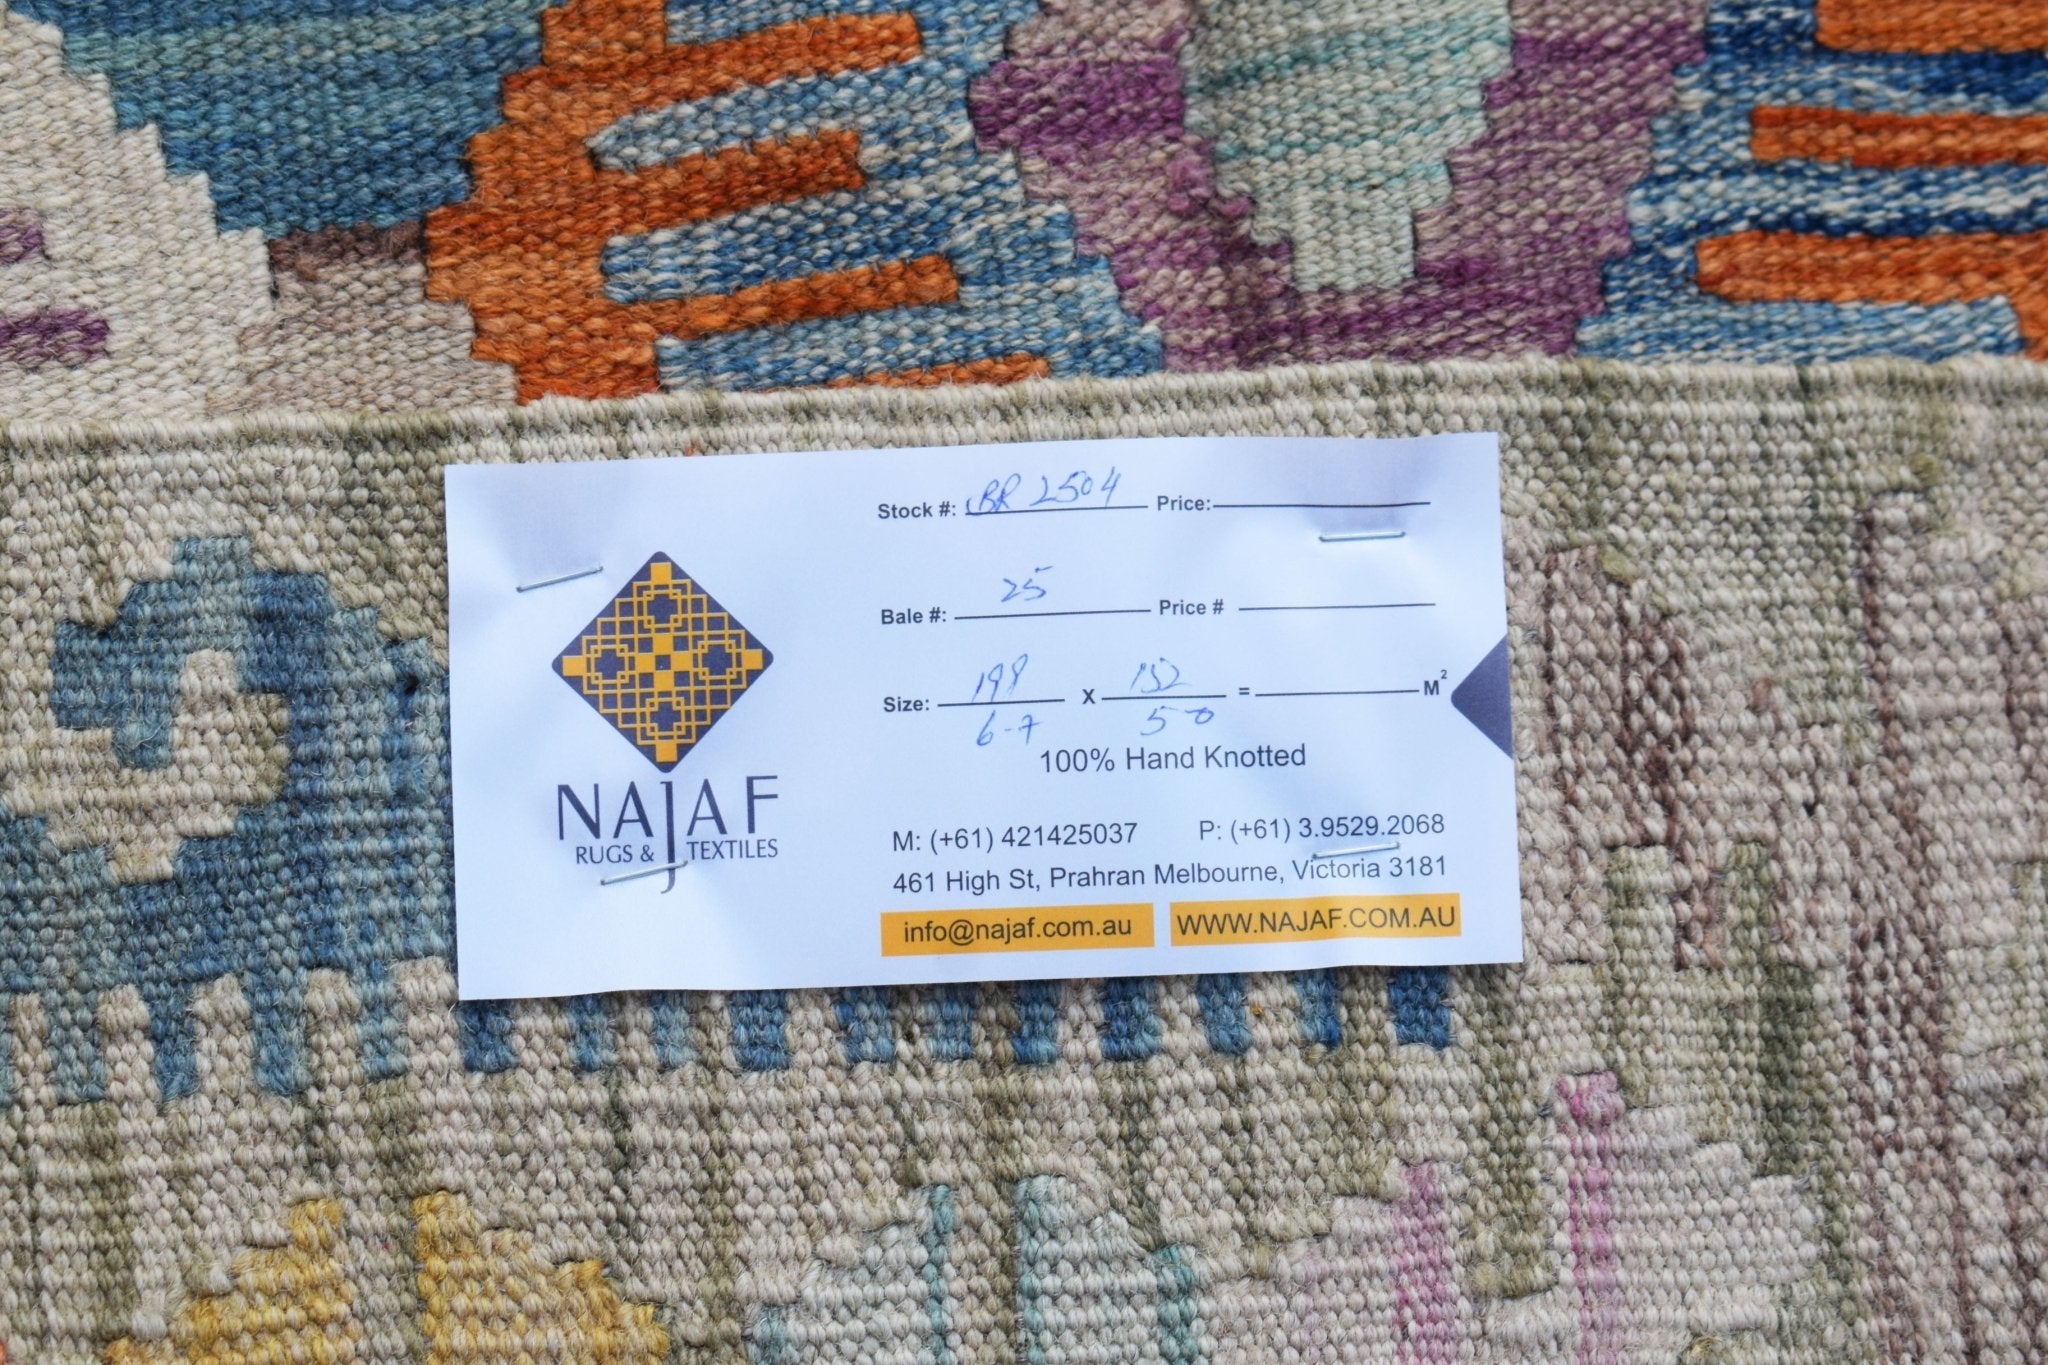 Stock #: BR 2504 Price:
Bale #: 25 Price #
Size: 198 X 152 = M²
6-7 5-0
100% Hand Knotted
NAJAF
RUGS & TEXTILES
M: (+61) 421425037 P: (+61) 3.9529.2068
461 High St, Prahran Melbourne, Victoria 3181
info@najaf.com.au WWW.NAJAF.COM.AU